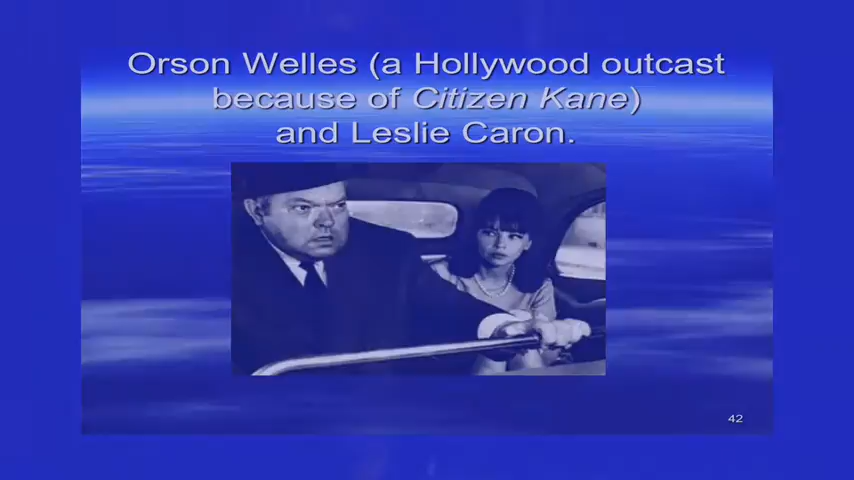 Orson Welles (a Hollywood outcast
because of Citizen Kane)
and Leslie Caron.
42